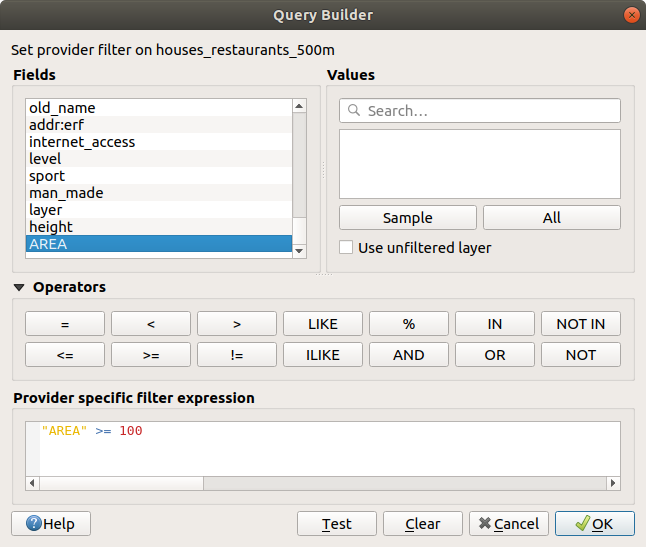 Query Builder
Set provider filter on houses_restaurants_500m
Fields
old_name
addr:erf
internet_access
level
sport
man_made
layer
height
AREA
Values
Search...
Sample All
Use unfiltered layer
Operators
= < > LIKE % IN NOT IN
<= >= != ILIKE AND OR NOT
Provider specific filter expression
"AREA" >= 100
Help Test Clear Cancel OK